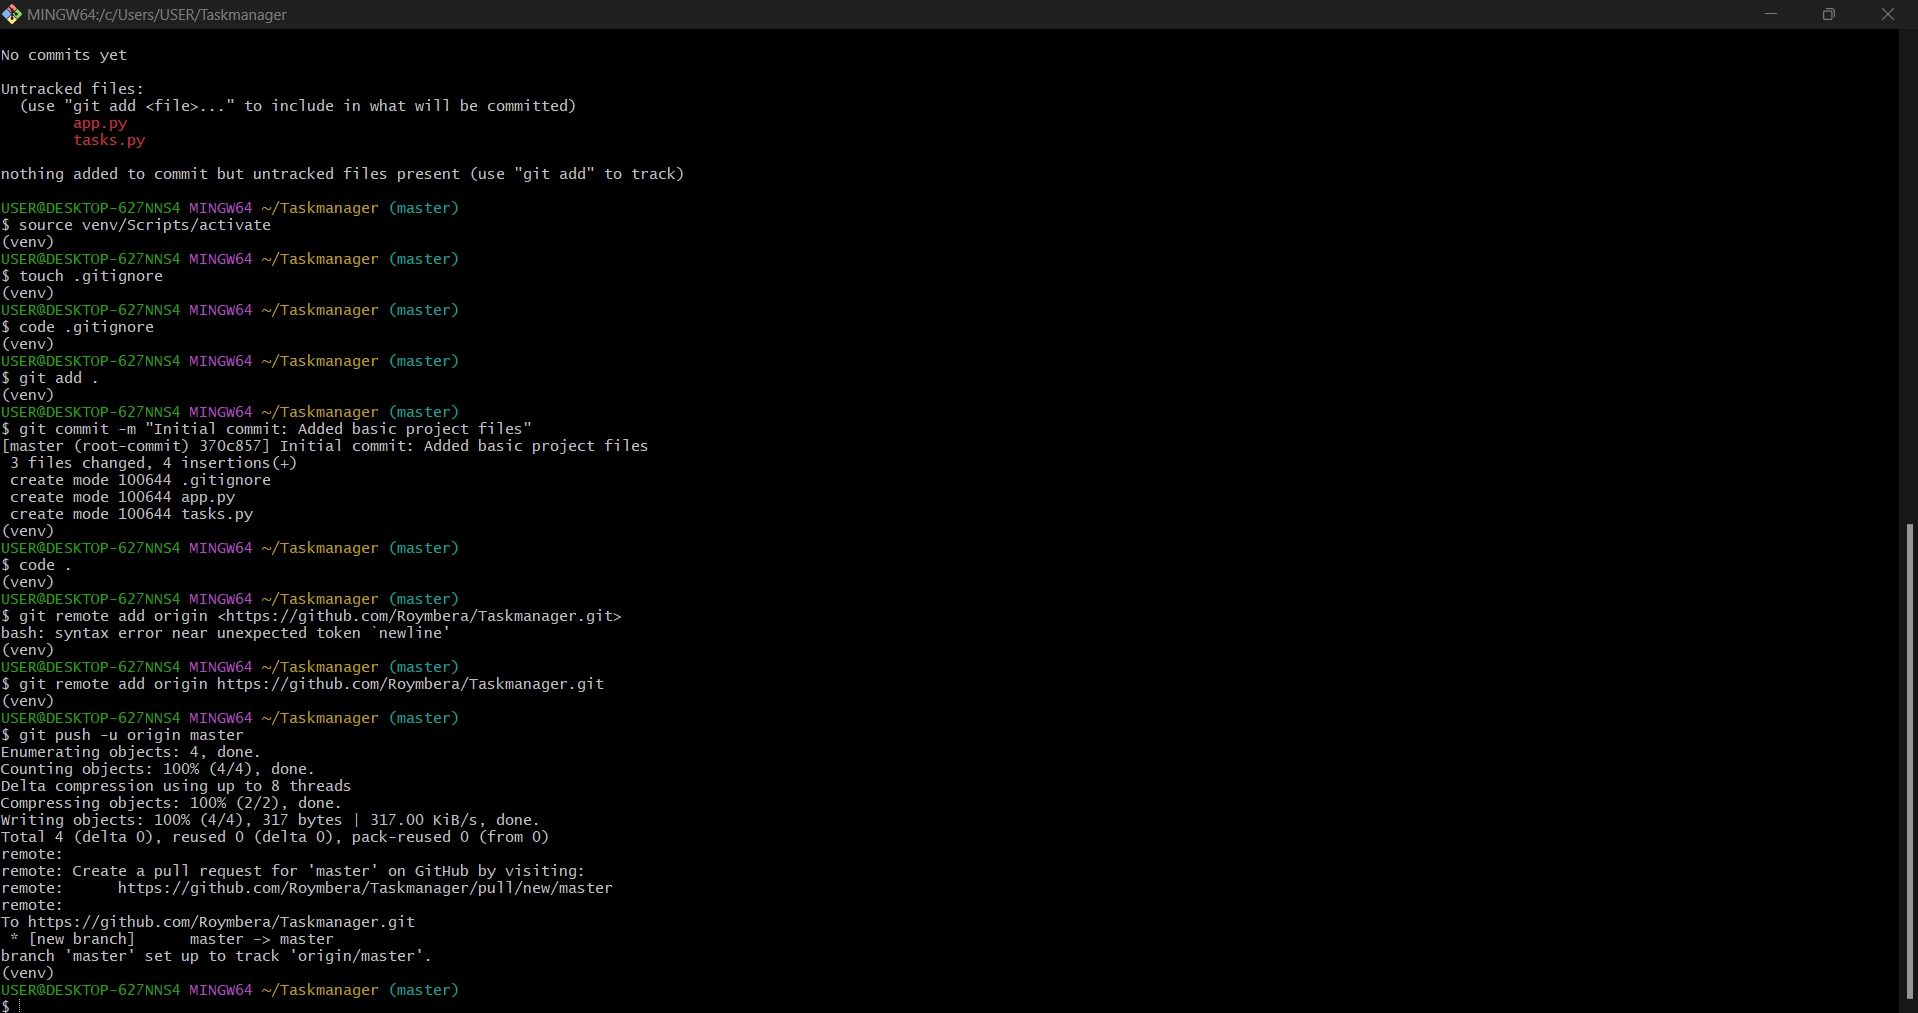 MINGW64:/c/Users/USER/Taskmanager
No commits yet
Untracked files:
  (use "git add <file>..." to include in what will be committed)
        app.py
        tasks.py
nothing added to commit but untracked files present (use "git add" to track)
USER@DESKTOP-627NNS4 MINGW64 ~/Taskmanager (master)
$ source venv/Scripts/activate
(venv)
USER@DESKTOP-627NNS4 MINGW64 ~/Taskmanager (master)
$ touch .gitignore
(venv)
USER@DESKTOP-627NNS4 MINGW64 ~/Taskmanager (master)
$ code .gitignore
(venv)
USER@DESKTOP-627NNS4 MINGW64 ~/Taskmanager (master)
$ git add .
(venv)
USER@DESKTOP-627NNS4 MINGW64 ~/Taskmanager (master)
$ git commit -m "Initial commit: Added basic project files"
[master (root-commit) 370c857] Initial commit: Added basic project files
 3 files changed, 4 insertions(+)
 create mode 100644 .gitignore
 create mode 100644 app.py
 create mode 100644 tasks.py
(venv)
USER@DESKTOP-627NNS4 MINGW64 ~/Taskmanager (master)
$ code .
(venv)
USER@DESKTOP-627NNS4 MINGW64 ~/Taskmanager (master)
$ git remote add origin <https://github.com/Roymbera/Taskmanager.git>
bash: syntax error near unexpected token `newline'
(venv)
USER@DESKTOP-627NNS4 MINGW64 ~/Taskmanager (master)
$ git remote add origin https://github.com/Roymbera/Taskmanager.git
(venv)
USER@DESKTOP-627NNS4 MINGW64 ~/Taskmanager (master)
$ git push -u origin master
Enumerating objects: 4, done.
Counting objects: 100% (4/4), done.
Delta compression using up to 8 threads
Compressing objects: 100% (2/2), done.
Writing objects: 100% (4/4), 317 bytes | 317.00 KiB/s, done.
Total 4 (delta 0), reused 0 (delta 0), pack-reused 0 (from 0)
remote:
remote: Create a pull request for 'master' on GitHub by visiting:
remote:      https://github.com/Roymbera/Taskmanager/pull/new/master
remote:
To https://github.com/Roymbera/Taskmanager.git
 * [new branch]      master -> master
branch 'master' set up to track 'origin/master'.
(venv)
USER@DESKTOP-627NNS4 MINGW64 ~/Taskmanager (master)
$